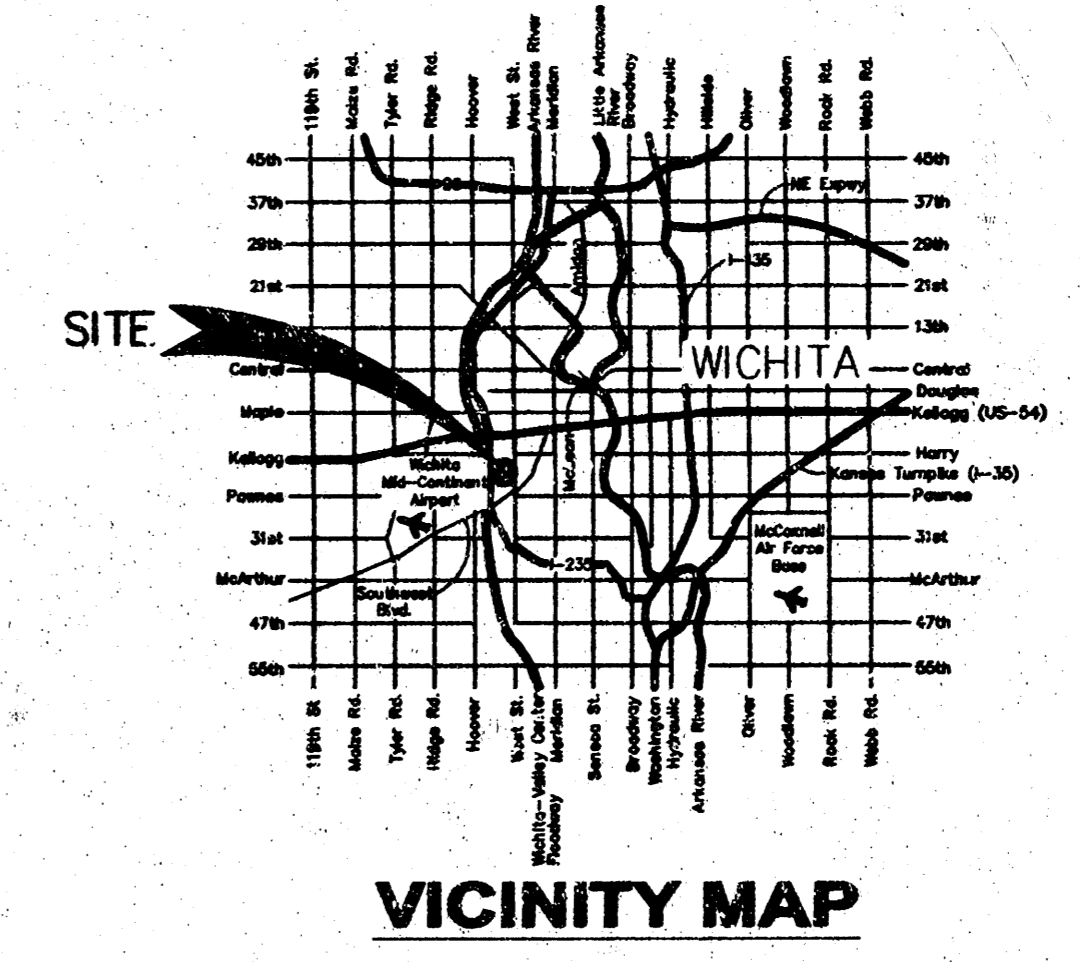 119th St.
Maize Rd.
Tyler Rd.
Ridge Rd.
Hoover
West St.
Arkansas River
Meridian
Little Arkansas
River
Broadway
Hydraulic
Hillside
Oliver
Woodlawn
Rock Rd.
Webb Rd.
45th
45th
NE Expwy
37th
37th
29th
29th
Amidon
I-35
21st
21st
SITE.
13th
WICHITA
Central
Central
Douglas
Maple
Kellogg (US-54)
McLean
Kellogg
Harry
Wichita
Mid-Continent
Airport
Kansas Turnpike (I-35)
Pawnee
Pawnee
31st
31st
McConnell
Air Force
Base
I-235
McArthur
McArthur
Southwest
Blvd.
47th
47th
55th
55th
119th St
Maize Rd.
Tyler Rd.
Ridge Rd.
Hoover
West St.
Wichita-Valley Center
Floodway
Meridian
Seneca St.
Broadway
Washington
Hydraulic
Arkansas River
Oliver
Woodlawn
Rock Rd.
Webb Rd.
VICINITY MAP